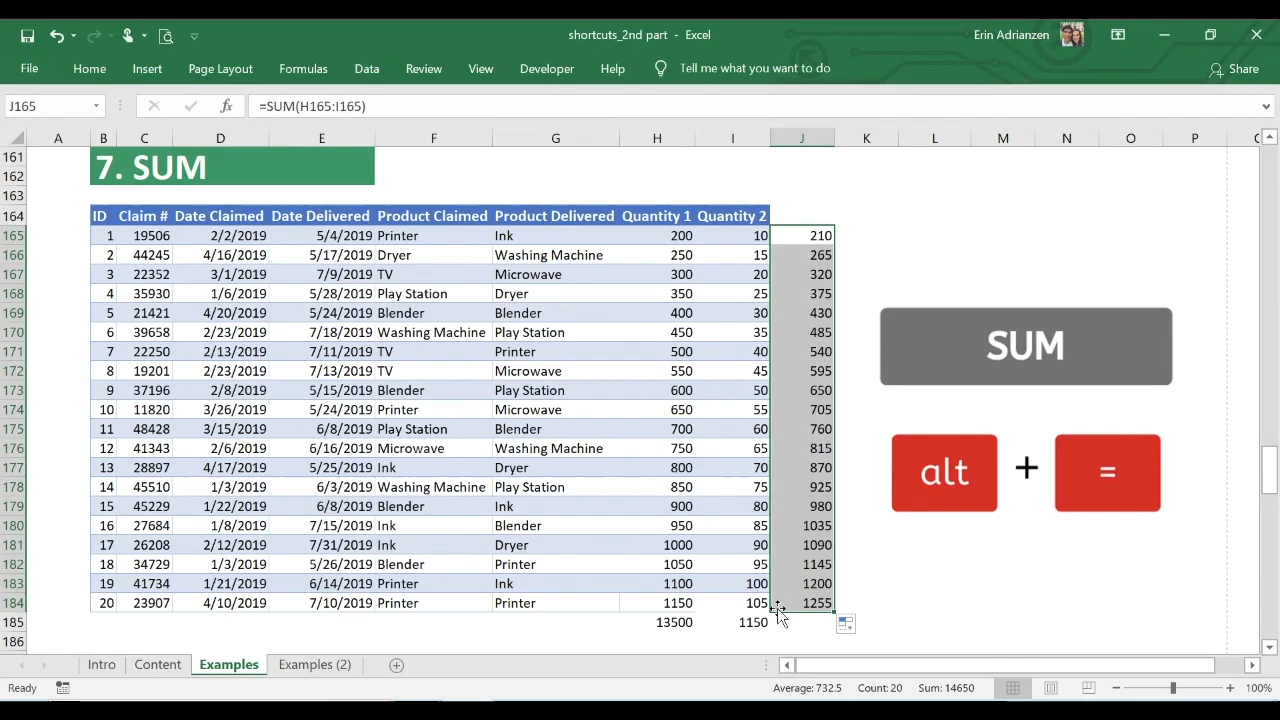 shortcuts_2nd part - Excel
Erin Adrianzen
File Home Insert Page Layout Formulas Data Review View Developer Help Tell me what you want to do Share
J165 fx =SUM(H165:I165)
A B C D E F G H I J K L M N O P
161 7. SUM
162
163
164 ID Claim # Date Claimed Date Delivered Product Claimed Product Delivered Quantity 1 Quantity 2
165 1 19506 2/2/2019 5/4/2019 Printer Ink 200 10 210
166 2 44245 4/16/2019 5/17/2019 Dryer Washing Machine 250 15 265
167 3 22352 3/1/2019 7/9/2019 TV Microwave 300 20 320
168 4 35930 1/6/2019 5/28/2019 Play Station Dryer 350 25 375
169 5 21421 4/20/2019 5/24/2019 Blender Blender 400 30 430
170 6 39658 2/23/2019 7/18/2019 Washing Machine Play Station 450 35 485
171 7 22250 2/13/2019 7/11/2019 TV Printer 500 40 540
172 8 19201 2/23/2019 7/13/2019 TV Microwave 550 45 595
173 9 37196 2/8/2019 5/15/2019 Blender Play Station 600 50 650
174 10 11820 3/26/2019 5/24/2019 Printer Microwave 650 55 705
175 11 48428 3/15/2019 6/8/2019 Play Station Blender 700 60 760
176 12 41343 2/6/2019 6/16/2019 Microwave Washing Machine 750 65 815
177 13 28897 4/17/2019 5/25/2019 Ink Dryer 800 70 870
178 14 45510 1/3/2019 6/3/2019 Washing Machine Play Station 850 75 925
179 15 45229 1/22/2019 6/8/2019 Blender Ink 900 80 980
180 16 27684 1/8/2019 7/15/2019 Ink Blender 950 85 1035
181 17 26208 2/12/2019 7/31/2019 Ink Dryer 1000 90 1090
182 18 34729 1/3/2019 5/26/2019 Blender Printer 1050 95 1145
183 19 41734 1/21/2019 6/14/2019 Printer Ink 1100 100 1200
184 20 23907 4/10/2019 7/10/2019 Printer Printer 1150 105 1255
185 13500 1150
186
SUM
alt + =
Intro Content Examples Examples (2)
Ready Average: 732.5 Count: 20 Sum: 14650 100%